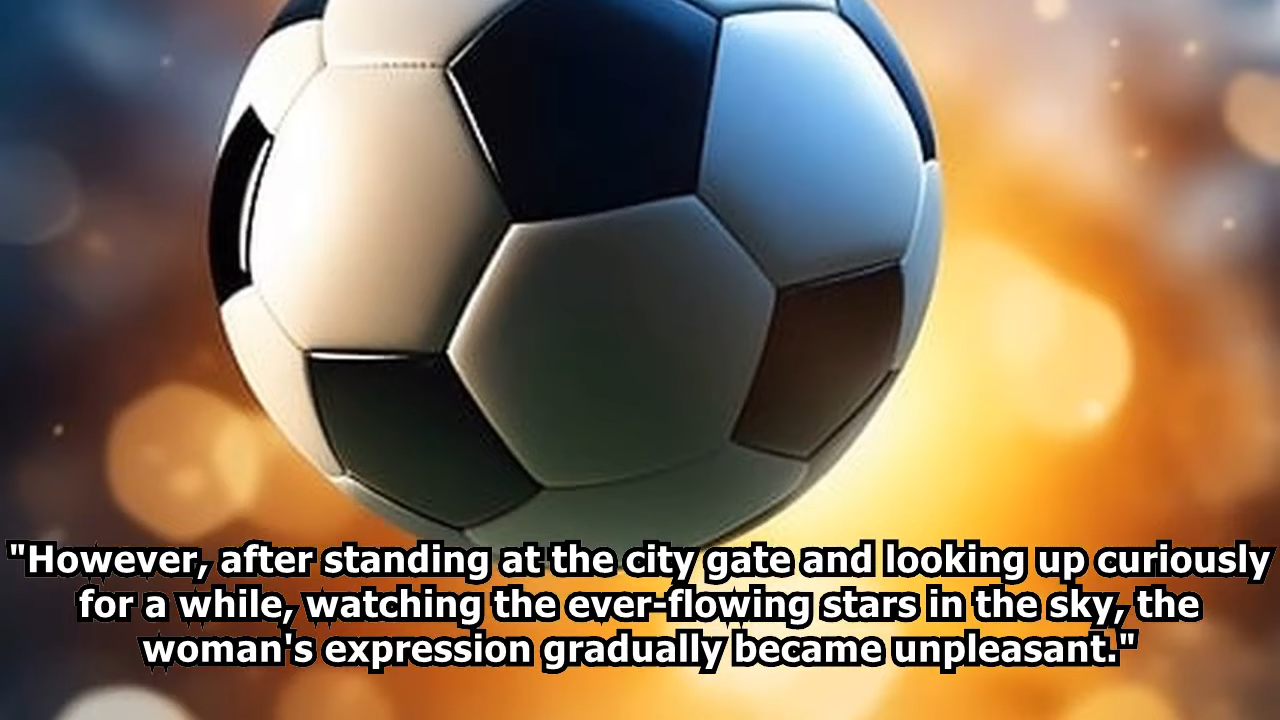 "However, after standing at the city gate and looking up curiously
for a while, watching the ever-flowing stars in the sky, the
woman's expression gradually became unpleasant."